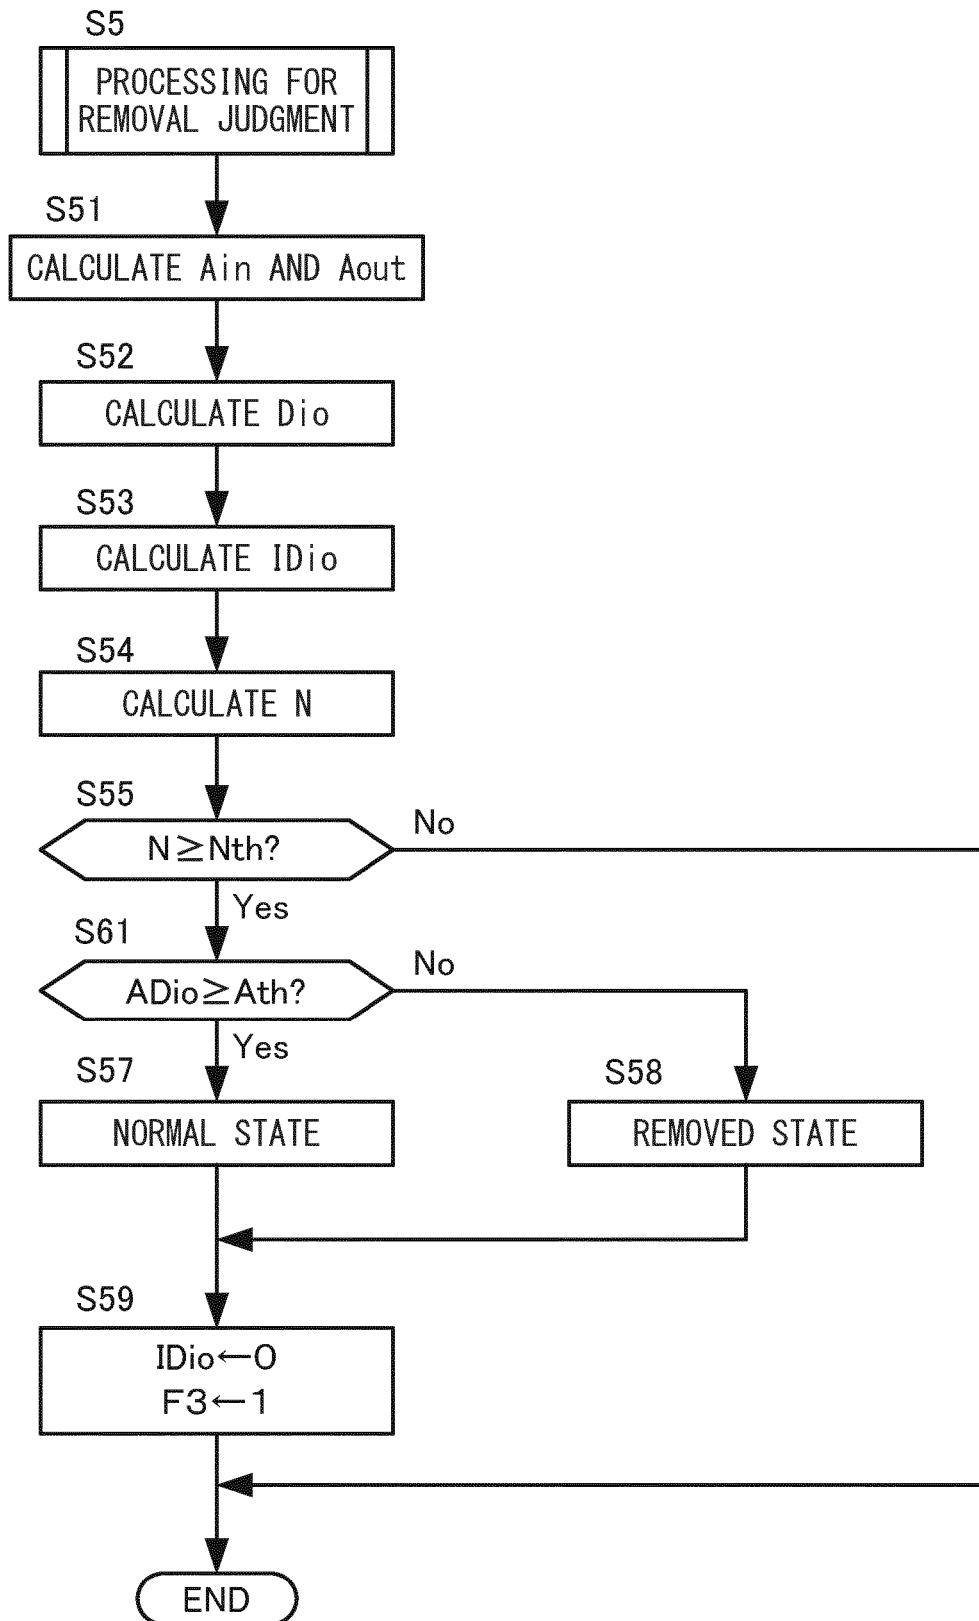 S5
PROCESSING FOR
REMOVAL JUDGMENT
S51
CALCULATE Ain AND Aout
S52
CALCULATE Dio
S53
CALCULATE IDio
S54
CALCULATE N
S55
N≧Nth?
No
Yes
S61
ADio≧Ath?
No
Yes
S57
NORMAL STATE
S58
REMOVED STATE
S59
IDio←0
F3←1
END